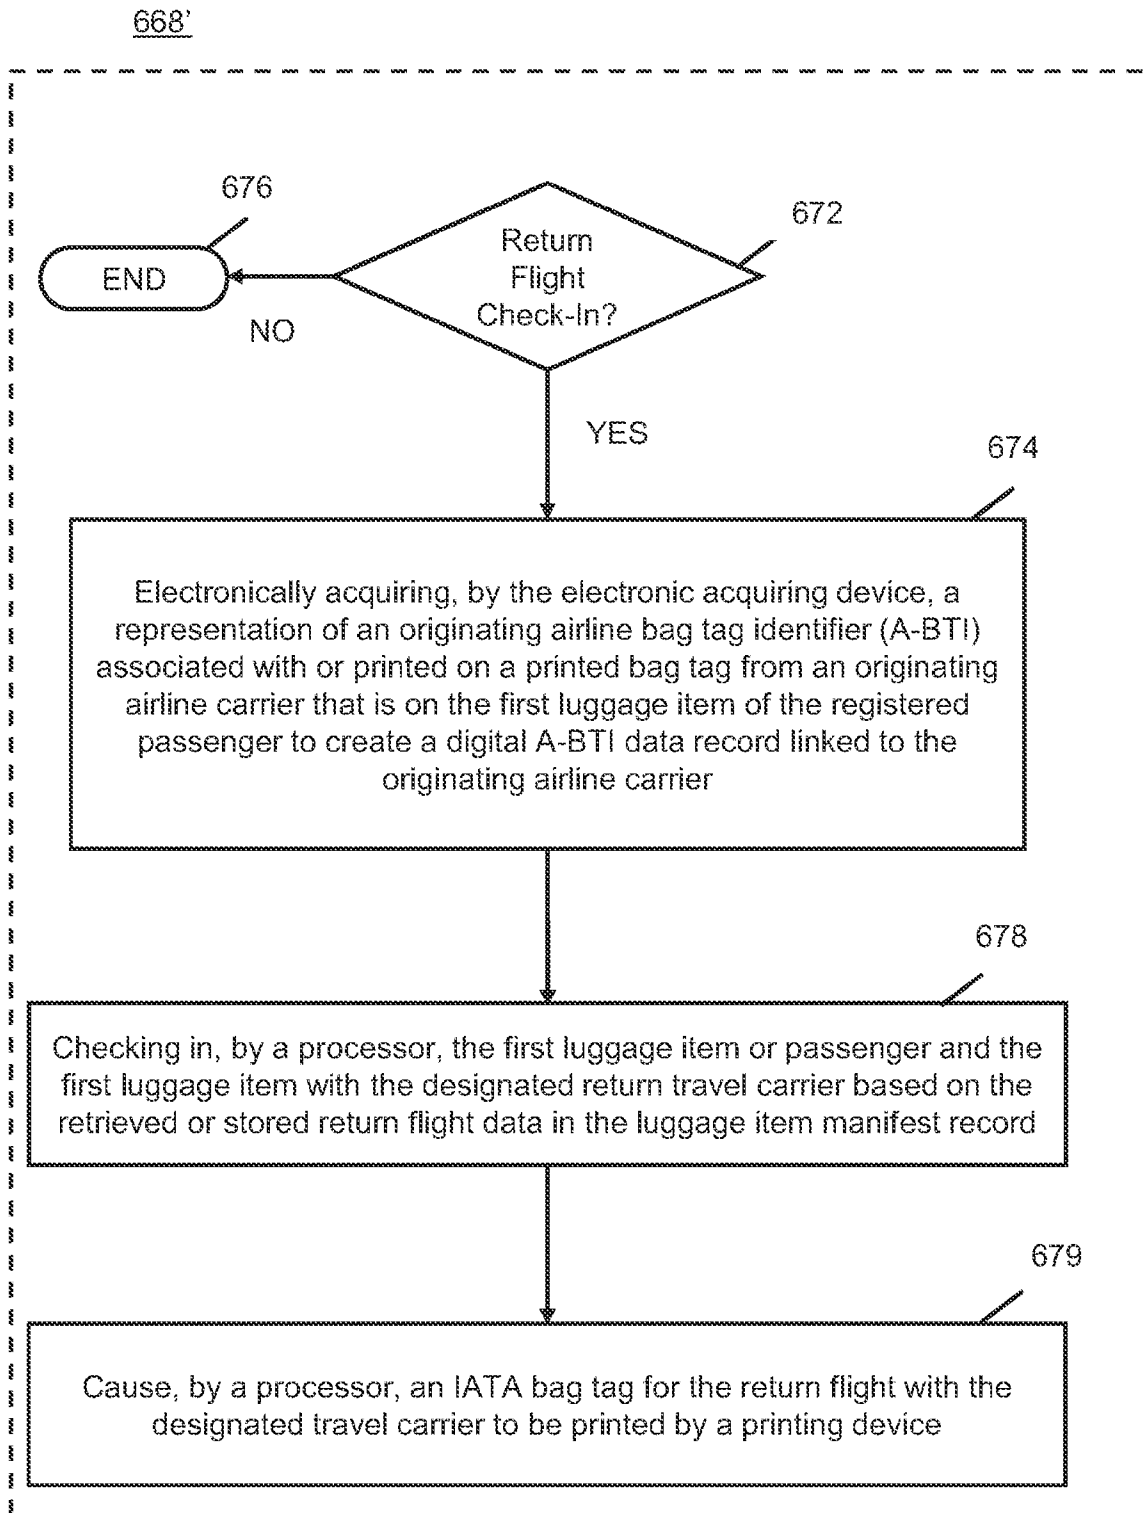 668'
676
672
Return
Flight
Check-In?
END
NO
YES
674
Electronically acquiring, by the electronic acquiring device, a
representation of an originating airline bag tag identifier (A-BTI)
associated with or printed on a printed bag tag from an originating
airline carrier that is on the first luggage item of the registered
passenger to create a digital A-BTI data record linked to the
originating airline carrier
678
Checking in, by a processor, the first luggage item or passenger and the
first luggage item with the designated return travel carrier based on the
retrieved or stored return flight data in the luggage item manifest record
679
Cause, by a processor, an IATA bag tag for the return flight with the
designated travel carrier to be printed by a printing device